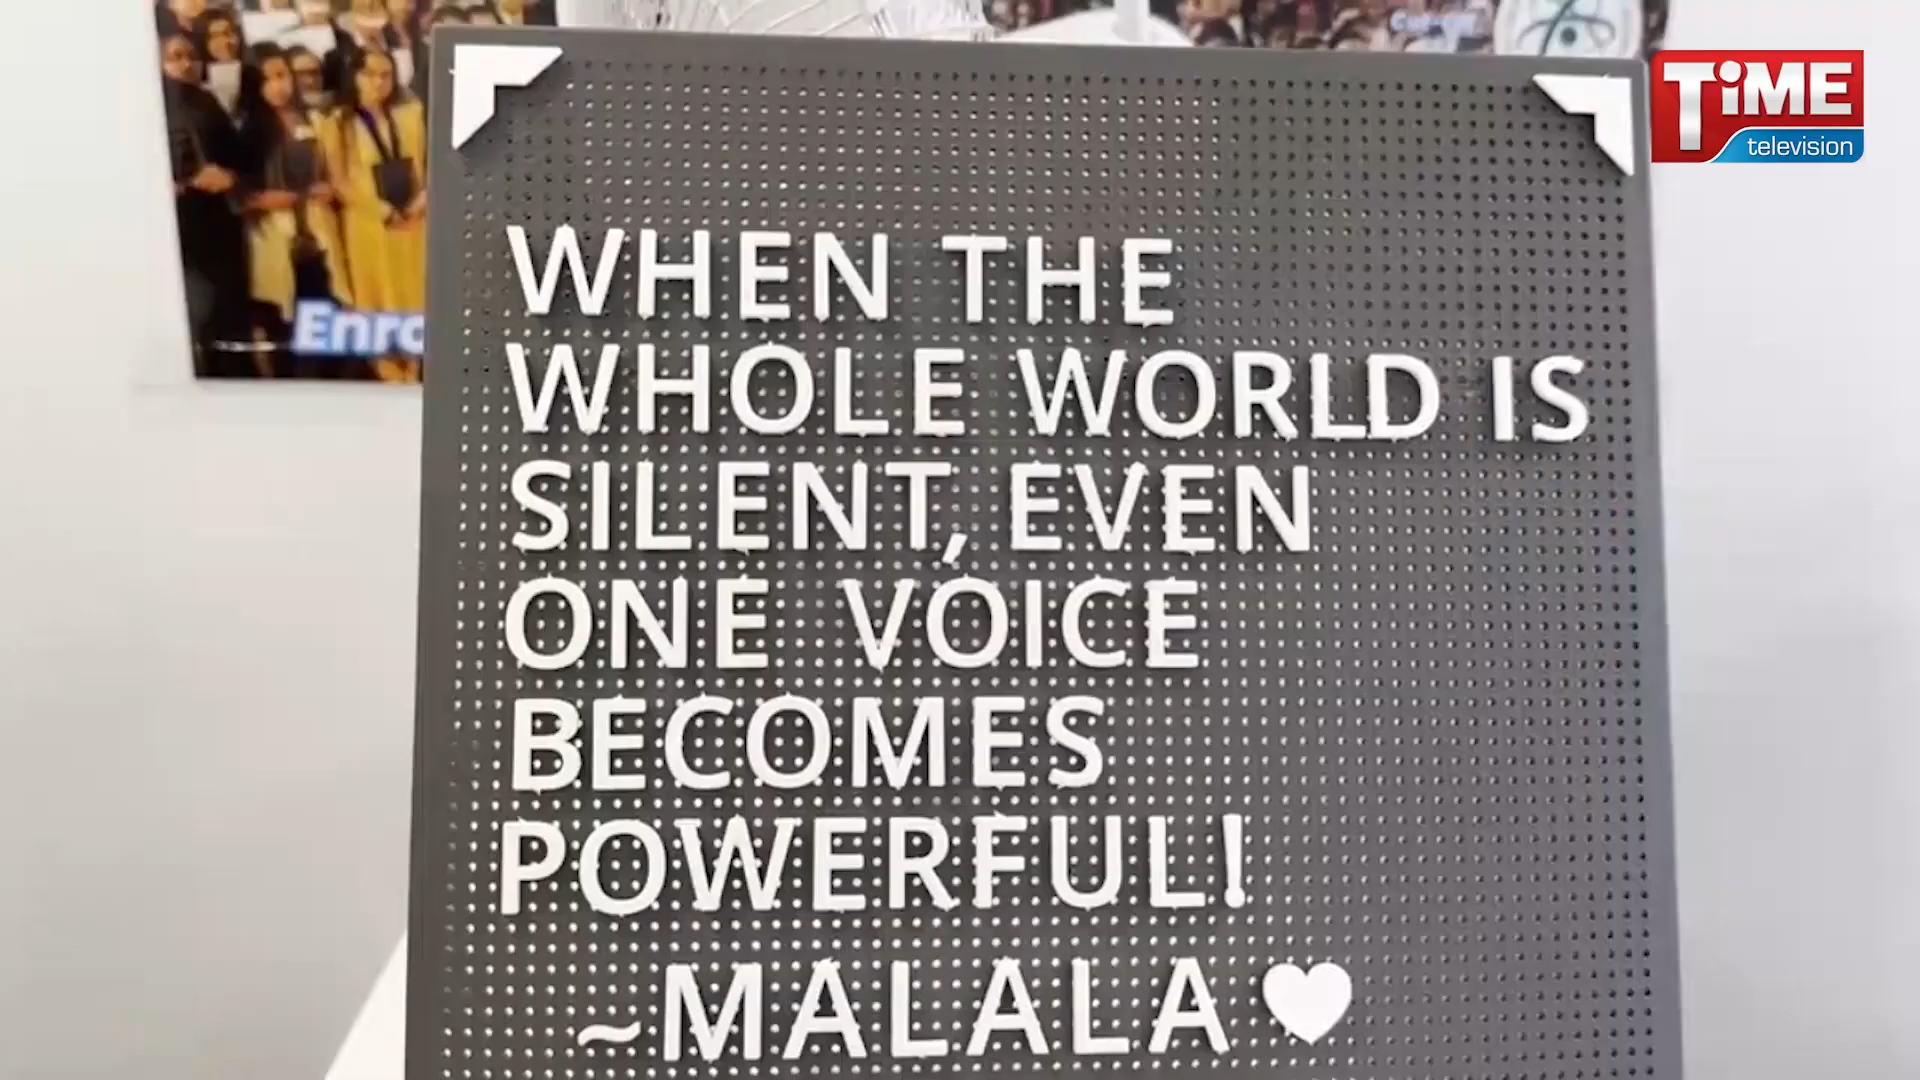 TiME
television
WHEN THE
WHOLE WORLD IS
SILENT, EVEN
ONE VOICE
BECOMES
POWERFUL!
~MALALA